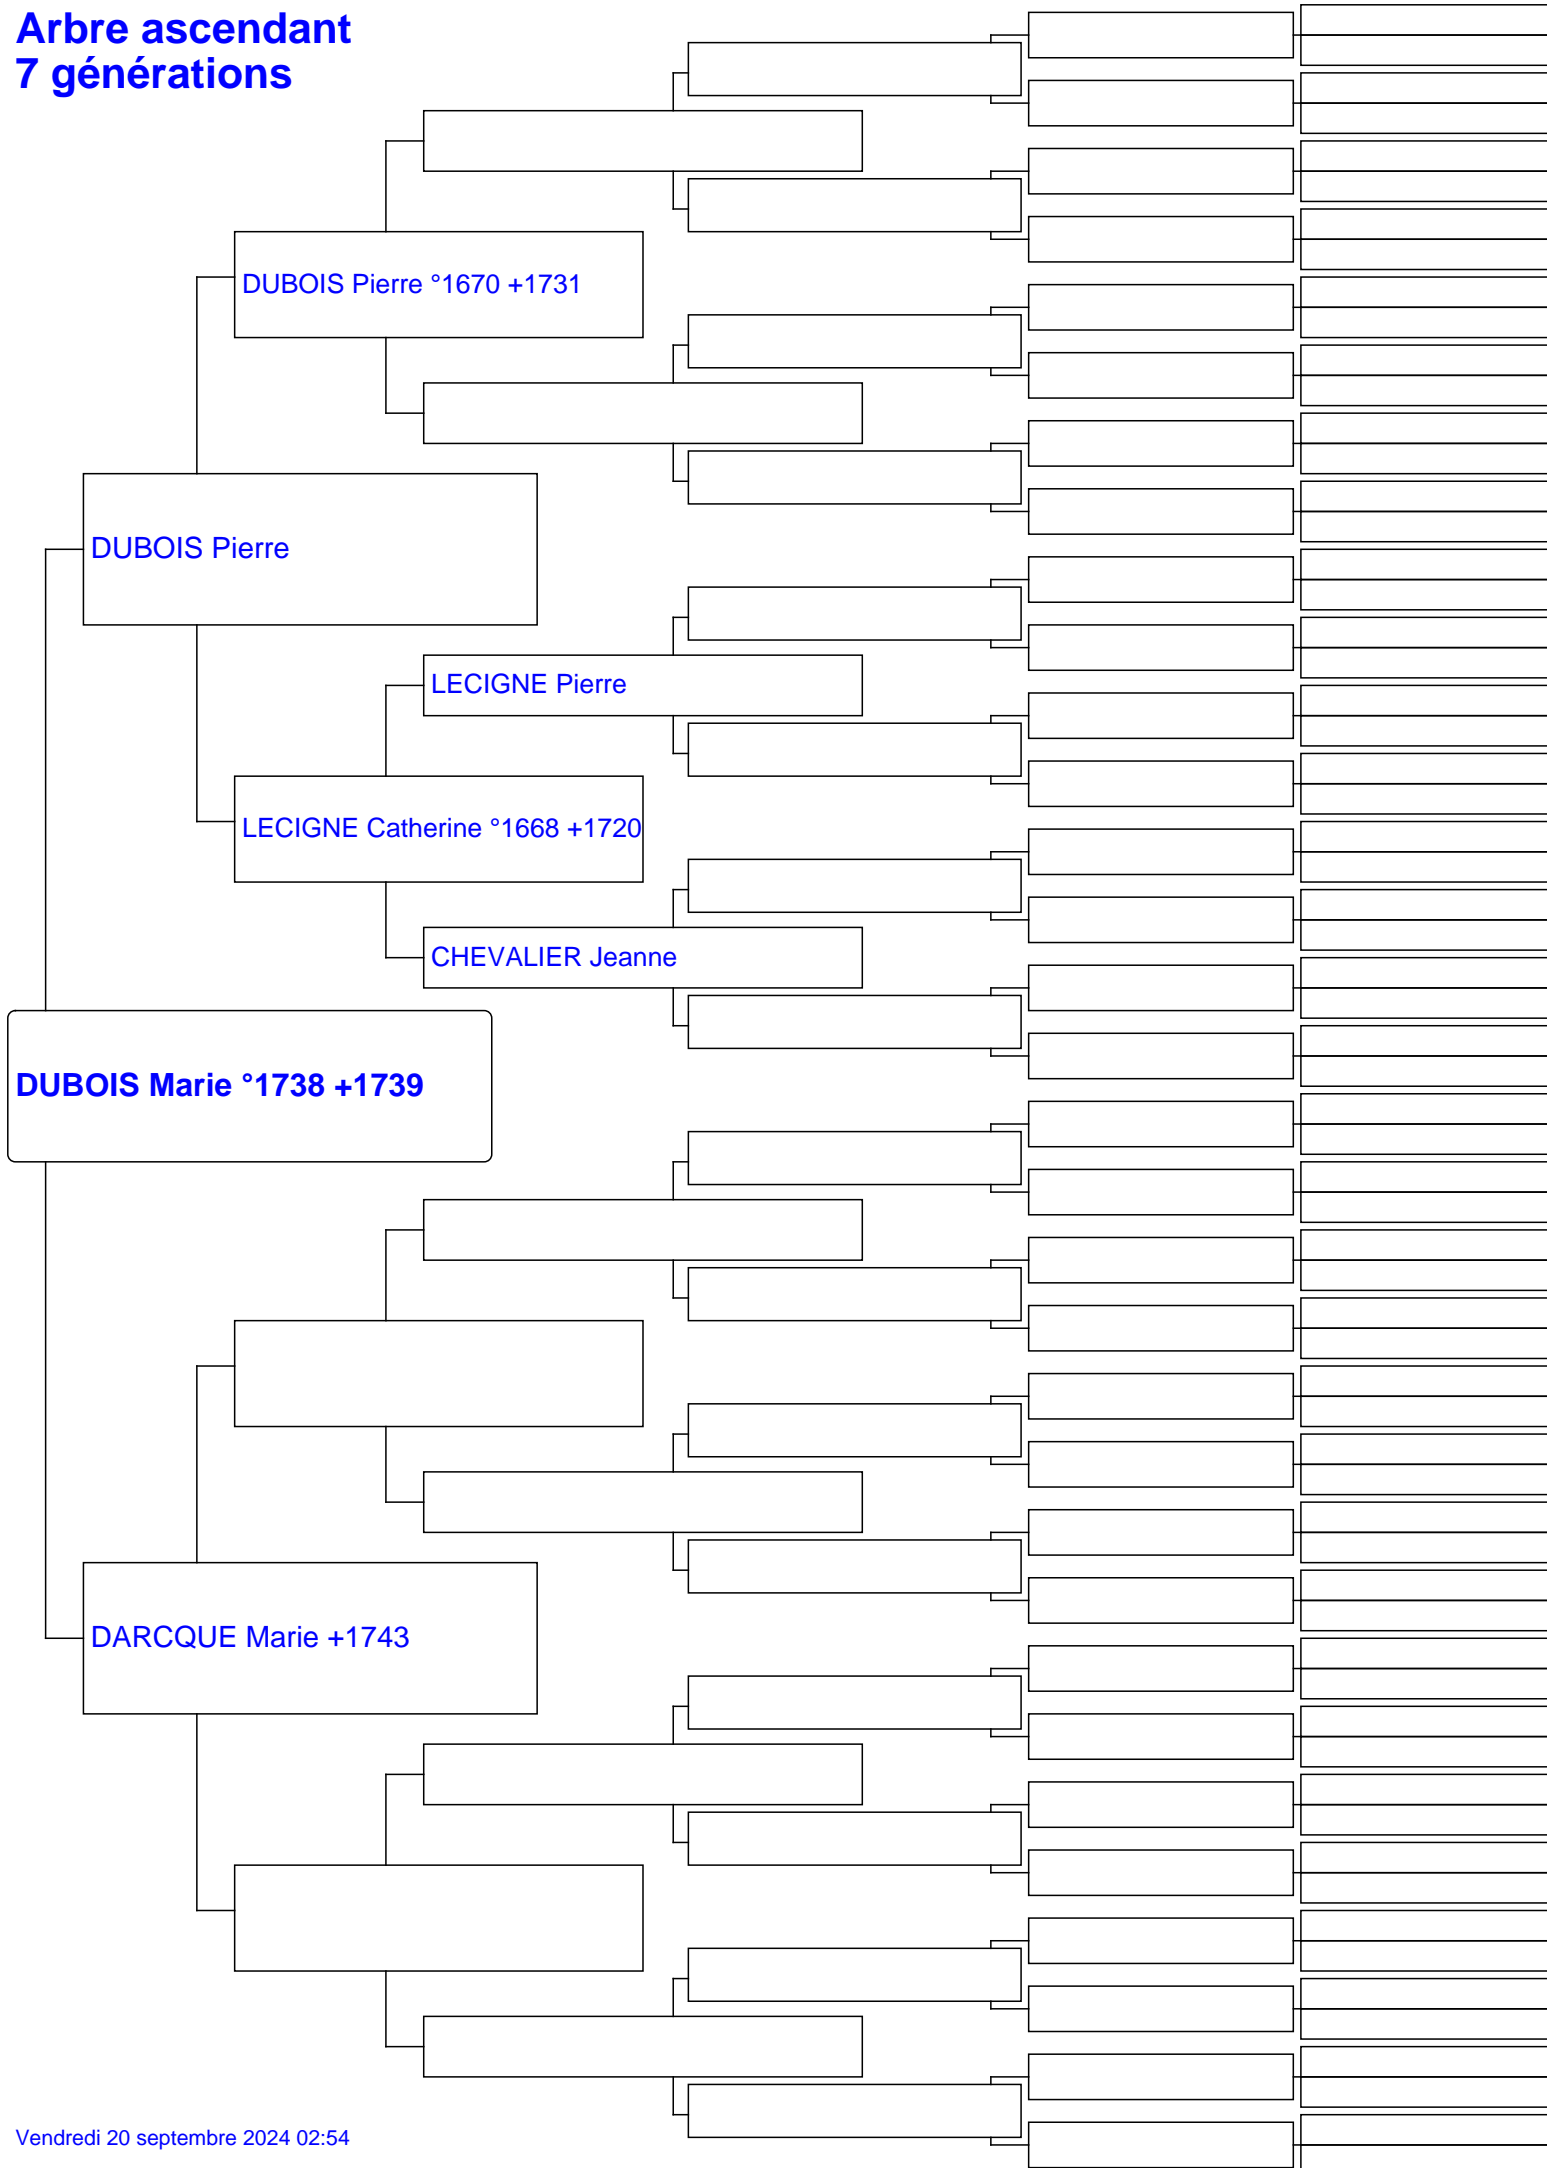 Arbre ascendant
7 générations
DUBOIS Pierre °1670 +1731
DUBOIS Pierre
LECIGNE Pierre
LECIGNE Catherine °1668 +1720
CHEVALIER Jeanne
DUBOIS Marie °1738 +1739
DARCQUE Marie +1743
Vendredi 20 septembre 2024 02:54